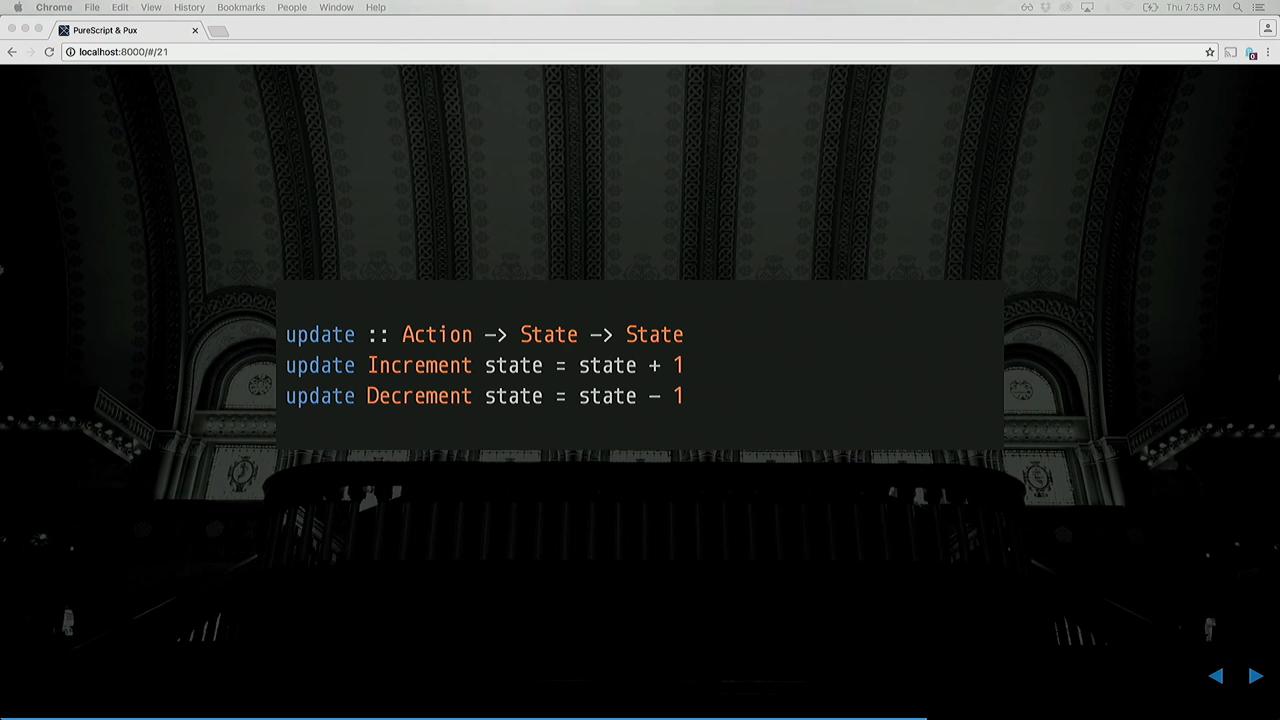 Chrome File Edit View History Bookmarks People Window Help Thu 7:53 PM
PureScript & Pux
localhost:8000/#/21
update :: Action -> State -> State
update Increment state = state + 1
update Decrement state = state - 1